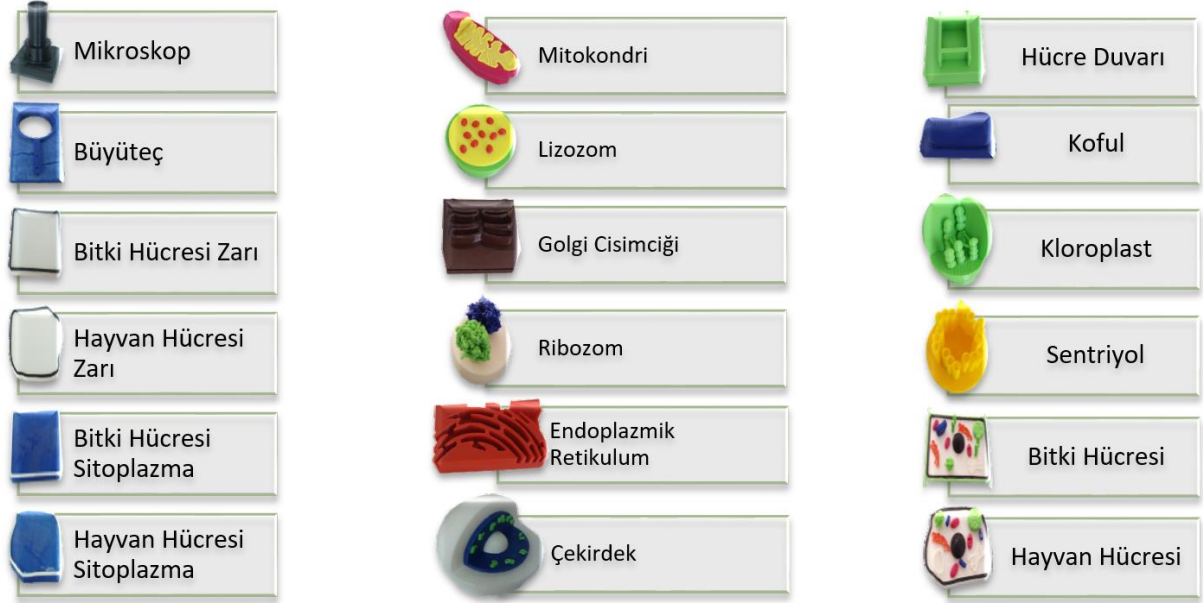 Mikroskop
Büyüteç
Bitki Hücresi Zarı
Hayvan Hücresi
Zarı
Bitki Hücresi
Sitoplazma
Hayvan Hücresi
Sitoplazma
Mitokondri
Lizozom
Golgi Cisimciği
Ribozom
Endoplazmik
Retikulum
Çekirdek
Hücre Duvarı
Koful
Kloroplast
Sentriyol
Bitki Hücresi
Hayvan Hücresi